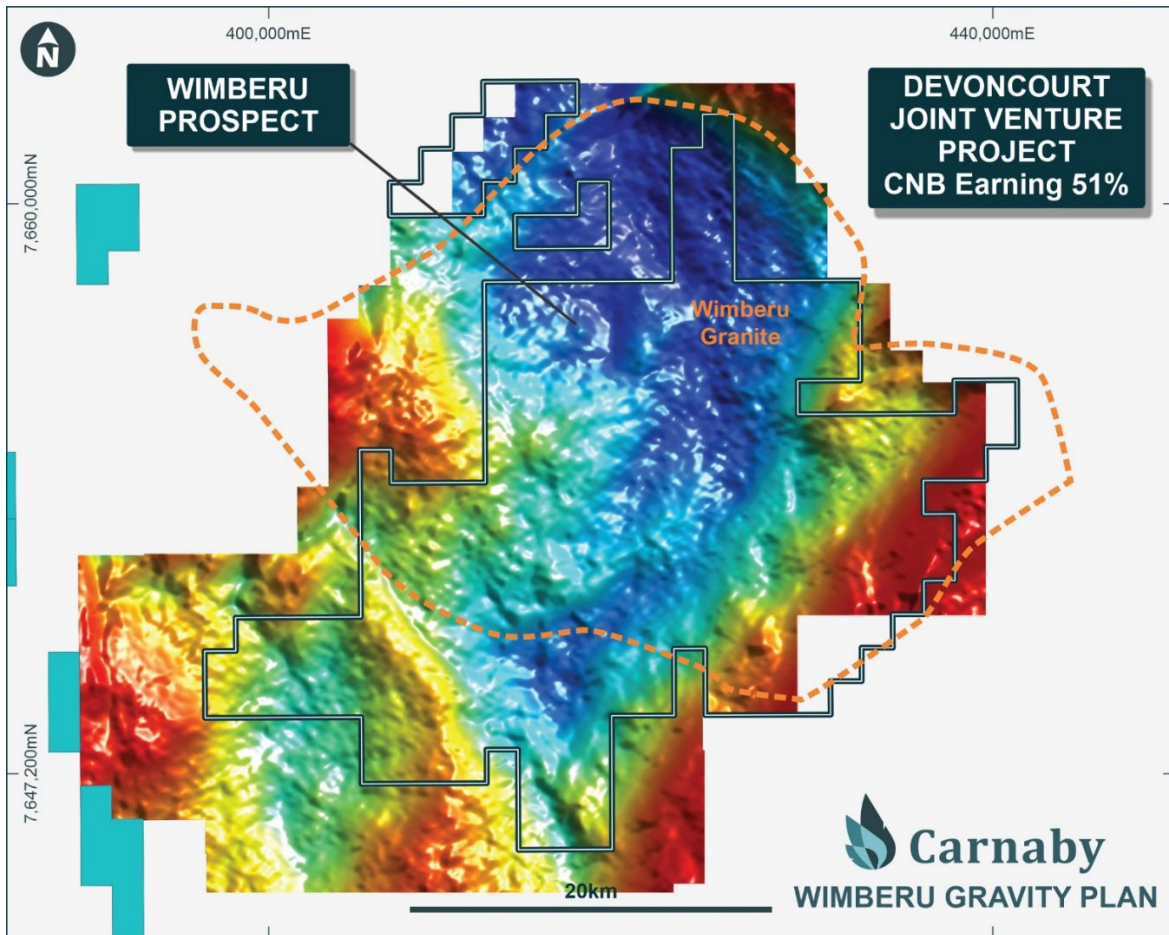 400,000mE
440,000mE
N
WIMBERU
PROSPECT
DEVONCOURT
JOINT VENTURE
PROJECT
CNB Earning 51%
7,660,000mN
Wimberu
Granite
7,647,200mN
20km
Carnaby
WIMBERU GRAVITY PLAN